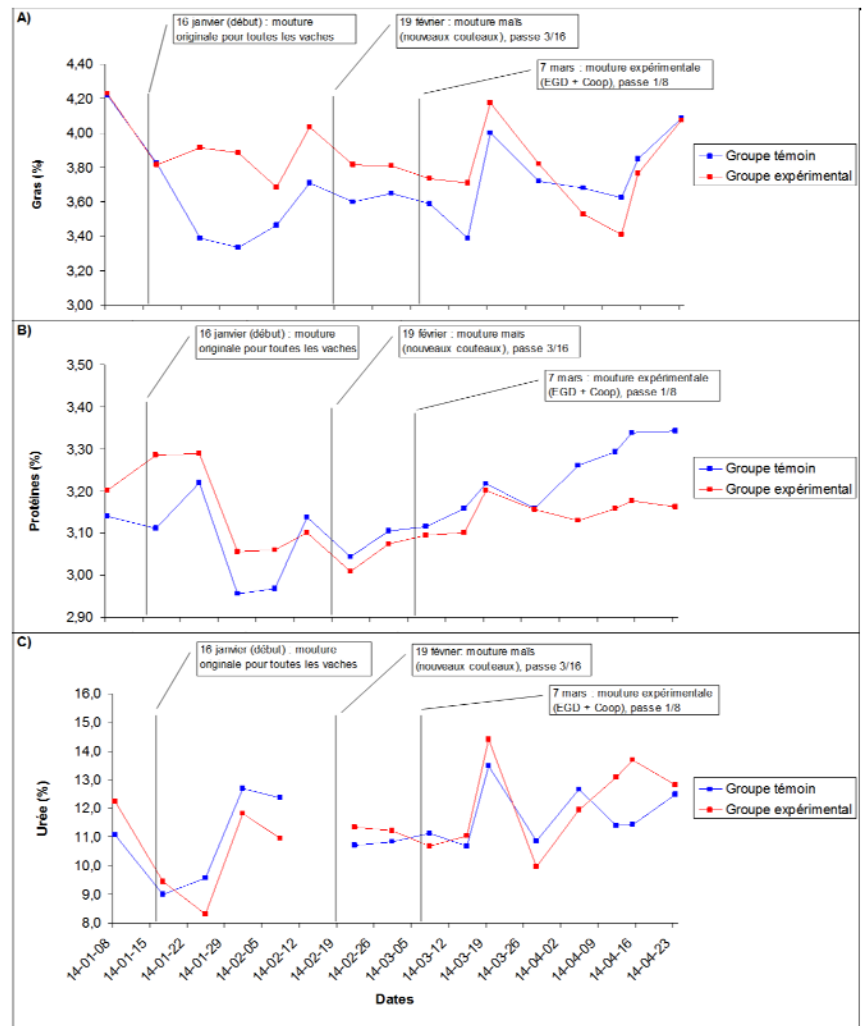 A)
16 janvier (début) : mouture
originale pour toutes les vaches
19 févrer : mouture maïs
(nouveaux couteaux), passe 3/16
7 mars : mouture expérimentale
(EGD + Coop), passe 1/8
4,40
4,20
4,00
3,80
3,60
3,40
3,20
3,00
Gras (%)
Groupe témoin
Groupe expérimental
B)
16 janvier (début) : mouture
originale pour toutes les vaches
19 février : mouture maïs
(nouveaux couteaux), passe 3/16
7 mars : mouture expérimentale
(EGD + Coop), passe 1/8
3,50
3,40
3,30
3,20
3,10
3,00
2,90
Protéines (%)
Groupe témoin
Groupe expérimental
C)
16 janvier (début) : mouture
originale pour toutes les vaches
19 février: mouture maïs
(nouveaux couteaux), passe 3/16
7 mars : mouture expérimentale
(EGD + Coop), passe 1/8
16,0
15,0
14,0
13,0
12,0
11,0
10,0
9,0
8,0
Urée (%)
Groupe témoin
Groupe expérimental
14-01-08
14-01-15
14-01-22
14-01-29
14-02-05
14-02-12
14-02-19
14-02-26
14-03-05
14-03-12
14-03-19
14-03-26
14-04-02
14-04-09
14-04-16
14-04-23
Dates